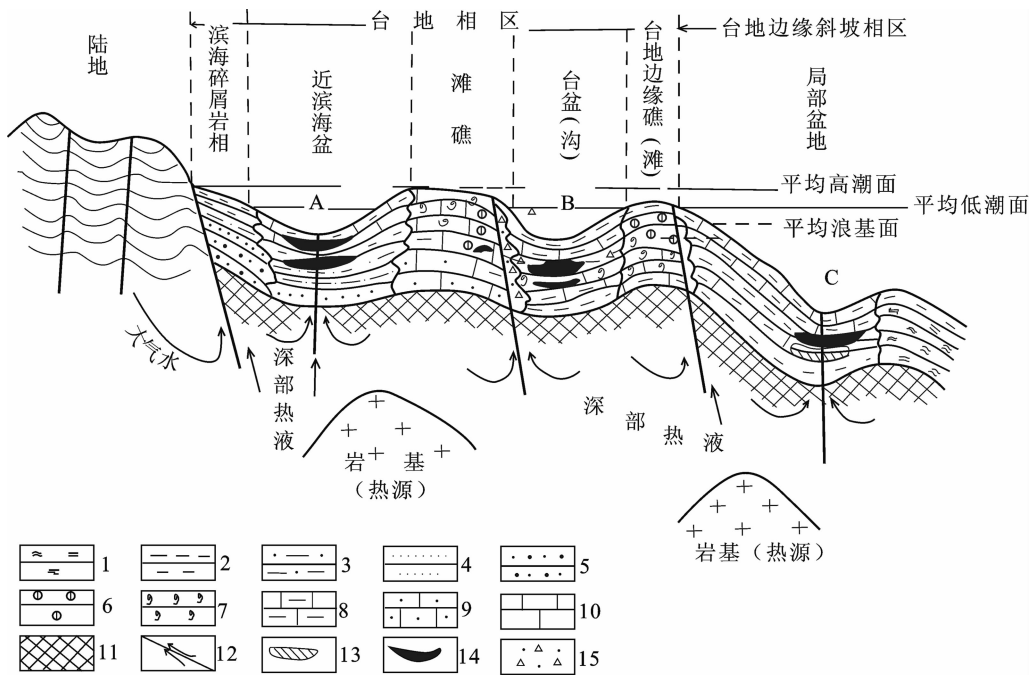 台地相区
台地边缘斜坡相区
陆地
滨海碎屑岩相
近滨海盆
滩礁
台盆(沟)
台地边缘礁(滩)
局部盆地
平均高潮面
平均低潮面
平均浪基面
A
B
C
大气水
深部热液
深部热液
岩基
(热源)
岩基(热源)
1
2
3
4
5
6
7
8
9
10
11
12
13
14
15